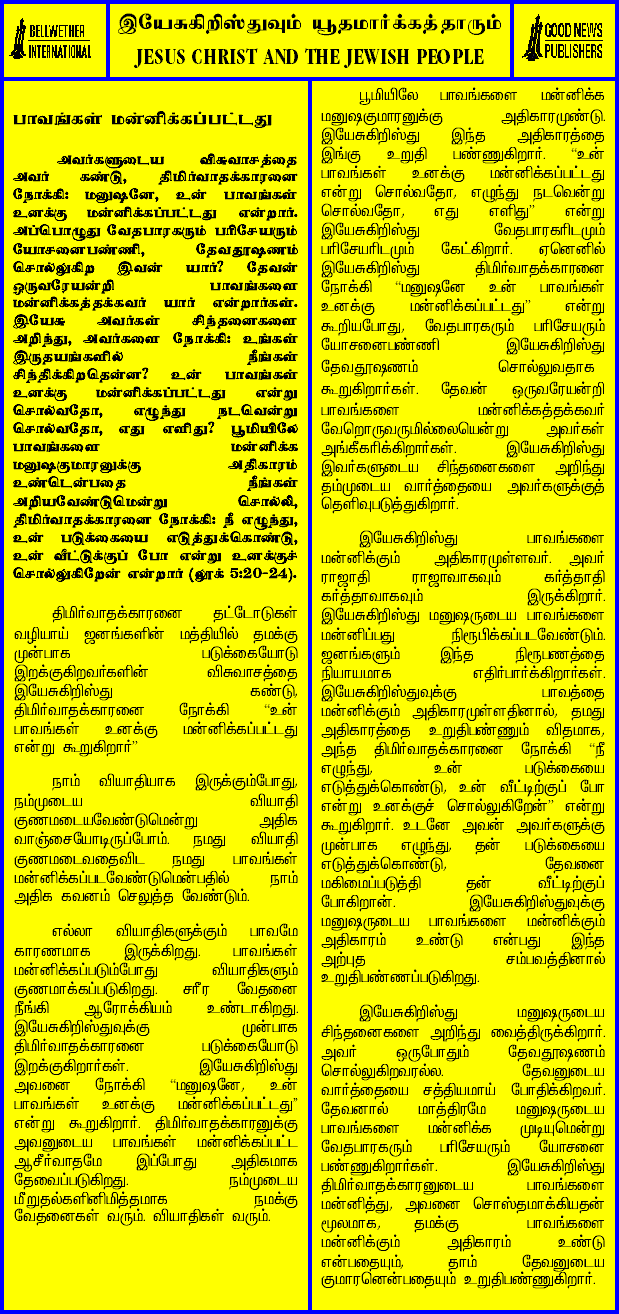 BELLWETHER
INTERNATIONAL
இயேசுகிறிஸ்துவும் யூதமார்க்கத்தாரும்
JESUS CHRIST AND THE JEWISH PEOPLE
GOOD NEWS
PUBLISHERS
பாவங்கள் மன்னிக்கப்பட்டது
அவர்களுடைய விசுவாசத்தை
அவர் கண்டு, திமிர்வாதக்காரனை
நோக்கி: மனுஷனே, உன் பாவங்கள்
உனக்கு மன்னிக்கப்பட்டது என்றார்.
அப்பொழுது வேதபாரகரும் பரிசேயரும்
யோசனைபண்ணி, தேவதூஷணம்
சொல்லுகிற இவன் யார்? தேவன்
ஒருவரேயன்றி பாவங்களை
மன்னிக்கத்தக்கவர் யார் என்றார்கள்.
இயேசு அவர்கள் சிந்தனைகளை
அறிந்து, அவர்களை நோக்கி: உங்கள்
இருதயங்களில் நீங்கள்
சிந்திக்கிறதென்ன? உன் பாவங்கள்
உனக்கு மன்னிக்கப்பட்டது என்று
சொல்வதோ, எழுந்து நடவென்று
சொல்வதோ, எது எளிது? பூமியிலே
பாவங்களை மன்னிக்க
மனுஷகுமாரனுக்கு அதிகாரம்
உண்டென்பதை நீங்கள்
அறியவேண்டுமென்று சொல்லி,
திமிர்வாதக்காரனை நோக்கி: நீ எழுந்து,
உன் படுக்கையை எடுத்துக்கொண்டு,
உன் வீட்டுக்குப் போ என்று உனக்குச்
சொல்லுகிறேன் என்றார் (லூக் 5:20-24).
திமிர்வாதக்காரனை தட்டோடுகள்
வழியாய் ஜனங்களின் மத்தியில் தமக்கு
முன்பாக படுக்கையோடு
இறக்குகிறவர்களின் விசுவாசத்தை
இயேசுகிறிஸ்து கண்டு,
திமிர்வாதக்காரனை நோக்கி “உன்
பாவங்கள் உனக்கு மன்னிக்கப்பட்டது
என்று கூறுகிறார்”
நாம் வியாதியாக இருக்கும்போது,
நம்முடைய வியாதி
குணமடையவேண்டுமென்று அதிக
வாஞ்சையோடிருப்போம். நமது வியாதி
குணமடைவதைவிட நமது பாவங்கள்
மன்னிக்கப்படவேண்டுமென்பதில் நாம்
அதிக கவனம் செலுத்த வேண்டும்.
எல்லா வியாதிகளுக்கும் பாவமே
காரணமாக இருக்கிறது. பாவங்கள்
மன்னிக்கப்படும்போது வியாதிகளும்
குணமாக்கப்படுகிறது. சரீர வேதனை
நீங்கி ஆரோக்கியம் உண்டாகிறது.
இயேசுகிறிஸ்துவுக்கு முன்பாக
திமிர்வாதக்காரனை படுக்கையோடு
இறக்குகிறார்கள். இயேசுகிறிஸ்து
அவனை நோக்கி “மனுஷனே, உன்
பாவங்கள் உனக்கு மன்னிக்கப்பட்டது”
என்று கூறுகிறார். திமிர்வாதக்காரனுக்கு
அவனுடைய பாவங்கள் மன்னிக்கப்பட்ட
ஆசீர்வாதமே இப்போது அதிகமாக
தேவைப்படுகிறது. நம்முடைய
மீறுதல்களினிமித்தமாக நமக்கு
வேதனைகள் வரும். வியாதிகள் வரும்.
பூமியிலே பாவங்களை மன்னிக்க
மனுஷகுமாரனுக்கு அதிகாரமுண்டு.
இயேசுகிறிஸ்து இந்த அதிகாரத்தை
இங்கு உறுதி பண்ணுகிறார். “உன்
பாவங்கள் உனக்கு மன்னிக்கப்பட்டது
என்று சொல்வதோ, எழுந்து நடவென்று
சொல்வதோ, எது எளிது” என்று
இயேசுகிறிஸ்து வேதபாரகரிடமும்
பரிசேயரிடமும் கேட்கிறார். ஏனெனில்
இயேசுகிறிஸ்து திமிர்வாதக்காரனை
நோக்கி “மனுஷனே உன் பாவங்கள்
உனக்கு மன்னிக்கப்பட்டது” என்று
கூறியபோது, வேதபாரகரும் பரிசேயரும்
யோசனைபண்ணி இயேசுகிறிஸ்து
தேவதூஷணம் சொல்லுவதாக
கூறுகிறார்கள். தேவன் ஒருவரேயன்றி
பாவங்களை மன்னிக்கத்தக்கவர்
வேறொருவருமில்லையென்று அவர்கள்
அங்கீகரிக்கிறார்கள். இயேசுகிறிஸ்து
இவர்களுடைய சிந்தனைகளை அறிந்து
தம்முடைய வார்த்தையை அவர்களுக்குத்
தெளிவுபடுத்துகிறார்.
இயேசுகிறிஸ்து பாவங்களை
மன்னிக்கும் அதிகாரமுள்ளவர். அவர்
ராஜாதி ராஜாவாகவும் கர்த்தாதி
கர்த்தாவாகவும் இருக்கிறார்.
இயேசுகிறிஸ்து மனுஷருடைய பாவங்களை
மன்னிப்பது நிரூபிக்கப்படவேண்டும்.
ஜனங்களும் இந்த நிரூபணத்தை
நியாயமாக எதிர்பார்க்கிறார்கள்.
இயேசுகிறிஸ்துவுக்கு பாவத்தை
மன்னிக்கும் அதிகாரமுள்ளதினால், தமது
அதிகாரத்தை உறுதிபண்ணும் விதமாக,
அந்த திமிர்வாதக்காரனை நோக்கி “நீ
எழுந்து, உன் படுக்கையை
எடுத்துக்கொண்டு, உன் வீட்டிற்குப் போ
என்று உனக்குச் சொல்லுகிறேன்” என்று
கூறுகிறார். உடனே அவன் அவர்களுக்கு
முன்பாக எழுந்து, தன் படுக்கையை
எடுத்துக்கொண்டு, தேவனை
மகிமைப்படுத்தி தன் வீட்டிற்குப்
போகிறான். இயேசுகிறிஸ்துவுக்கு
மனுஷருடைய பாவங்களை மன்னிக்கும்
அதிகாரம் உண்டு என்பது இந்த
அற்புத சம்பவத்தினால்
உறுதிபண்ணப்படுகிறது.
இயேசுகிறிஸ்து மனுஷருடைய
சிந்தனைகளை அறிந்து வைத்திருக்கிறார்.
அவர் ஒருபோதும் தேவதூஷணம்
சொல்லுகிறவரல்ல. தேவனுடைய
வார்த்தையை சத்தியமாய் போதிக்கிறவர்.
தேவனால் மாத்திரமே மனுஷருடைய
பாவங்களை மன்னிக்க முடியுமென்று
வேதபாரகரும் பரிசேயரும் யோசனை
பண்ணுகிறார்கள். இயேசுகிறிஸ்து
திமிர்வாதக்காரனுடைய பாவங்களை
மன்னித்து, அவனை சொஸ்தமாக்கியதன்
மூலமாக, தமக்கு பாவங்களை
மன்னிக்கும் அதிகாரம் உண்டு
என்பதையும், தாம் தேவனுடைய
குமாரனென்பதையும் உறுதிபண்ணுகிறார்.